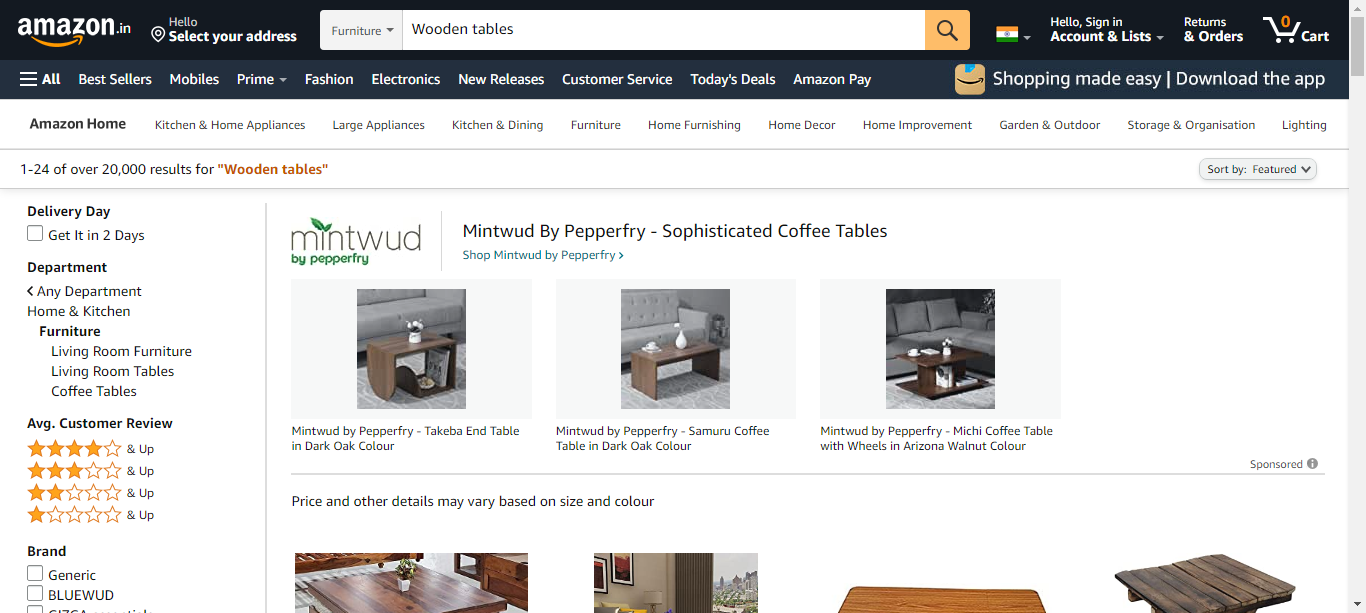 amazon.in
Hello
Select your address
Furniture
Wooden tables
Hello, Sign in
Account & Lists
Returns
& Orders
0
Cart
All
Best Sellers
Mobiles
Prime
Fashion
Electronics
New Releases
Customer Service
Today's Deals
Amazon Pay
Shopping made easy | Download the app
Amazon Home
Kitchen & Home Appliances
Large Appliances
Kitchen & Dining
Furniture
Home Furnishing
Home Decor
Home Improvement
Garden & Outdoor
Storage & Organisation
Lighting
1-24 of over 20,000 results for "Wooden tables"
Sort by: Featured
Delivery Day
Get It in 2 Days
Department
Any Department
Home & Kitchen
Furniture
Living Room Furniture
Living Room Tables
Coffee Tables
Avg. Customer Review
& Up
& Up
& Up
& Up
Brand
Generic
BLUEWUD
mintwud
by pepperfry
Mintwud By Pepperfry - Sophisticated Coffee Tables
Shop Mintwud by Pepperfry ›
Mintwud by Pepperfry - Takeba End Table
in Dark Oak Colour
Mintwud by Pepperfry - Samuru Coffee
Table in Dark Oak Colour
Mintwud by Pepperfry - Michi Coffee Table
with Wheels in Arizona Walnut Colour
Sponsored
Price and other details may vary based on size and colour